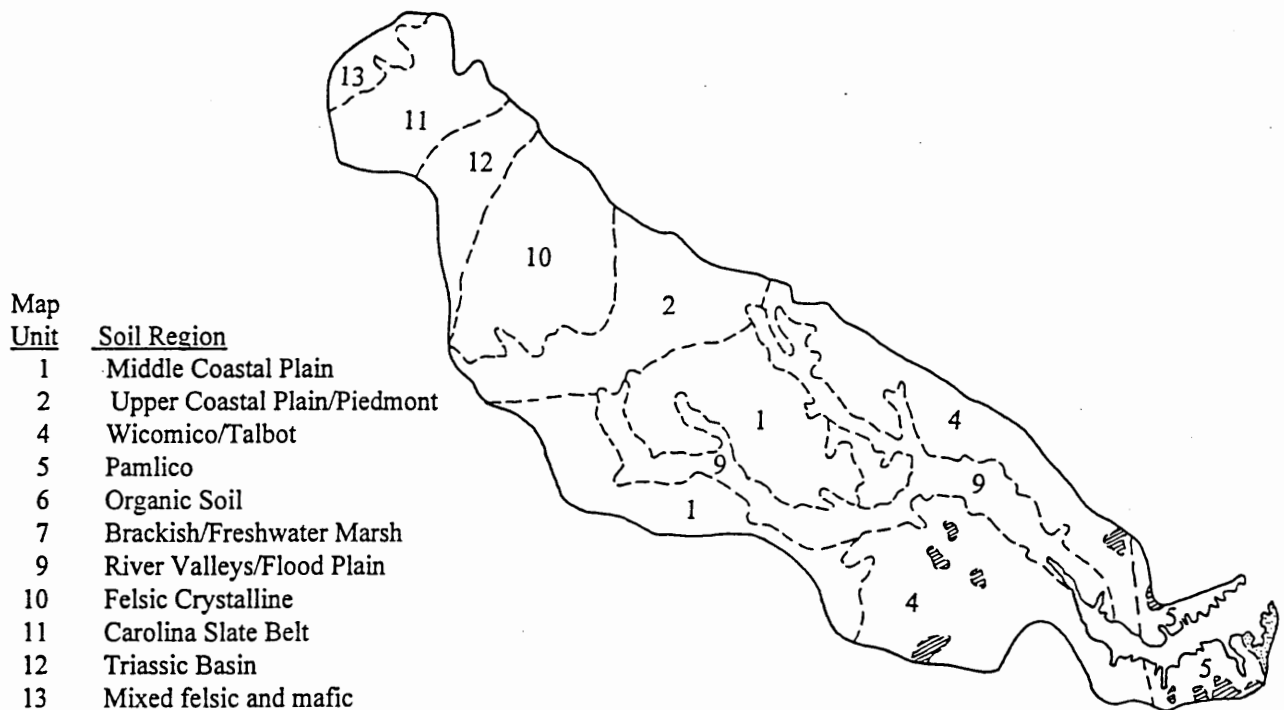 13
11
12
10
2
Map
Unit Soil Region
1 Middle Coastal Plain
2 Upper Coastal Plain/Piedmont
4 Wicomico/Talbot
5 Pamlico
6 Organic Soil
7 Brackish/Freshwater Marsh
9 River Valleys/Flood Plain
10 Felsic Crystalline
11 Carolina Slate Belt
12 Triassic Basin
13 Mixed felsic and mafic
1
4
9
9
1
4
5
5